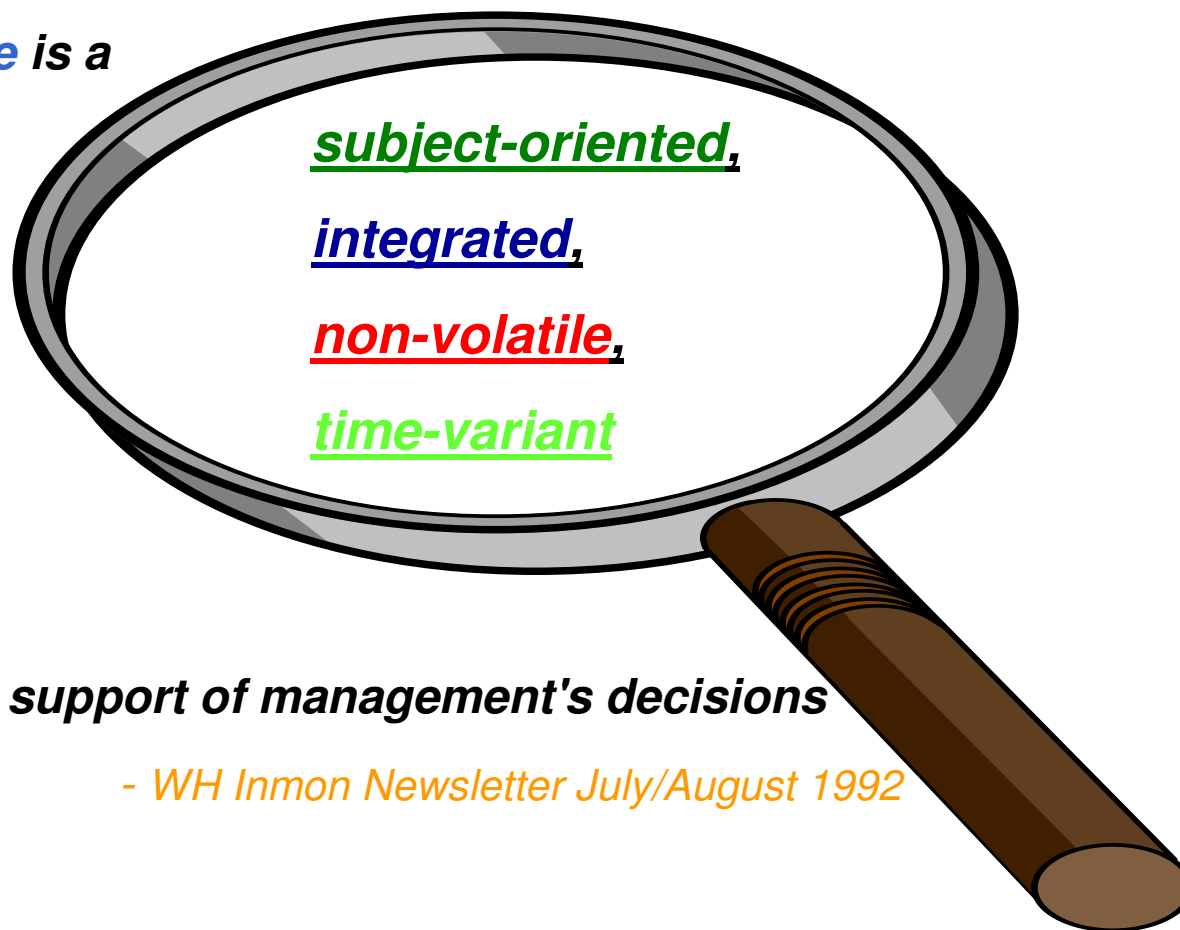 e is a
subject-oriented,
integrated,
non-volatile,
time-variant
support of management's decisions
- WH Inmon Newsletter July/August 1992